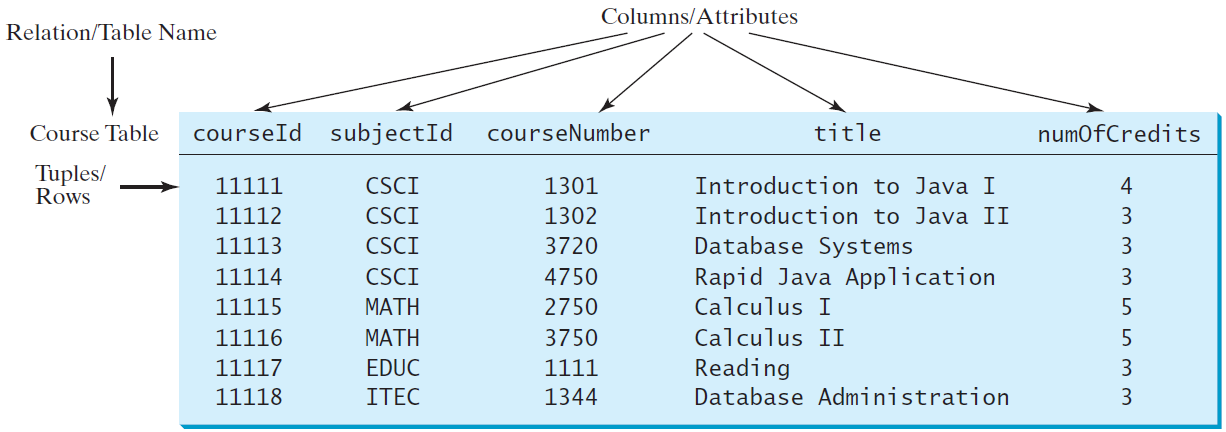 Columns/Attributes
Relation/Table Name
Course Table courseId subjectId courseNumber title numOfCredits
Tuples/
Rows
11111 CSCI 1301 Introduction to Java I 4
11112 CSCI 1302 Introduction to Java II 3
11113 CSCI 3720 Database Systems 3
11114 CSCI 4750 Rapid Java Application 3
11115 MATH 2750 Calculus I 5
11116 MATH 3750 Calculus II 5
11117 EDUC 1111 Reading 3
11118 ITEC 1344 Database Administration 3